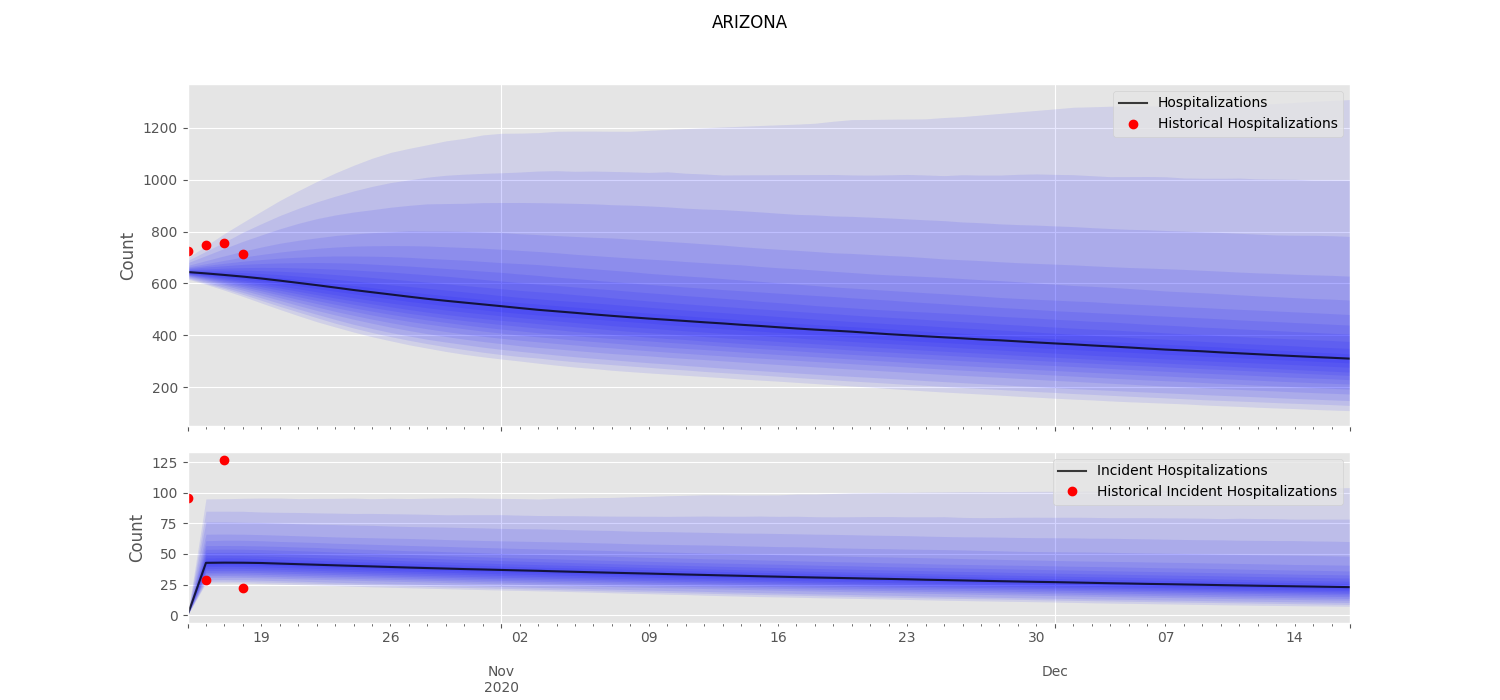 ARIZONA
Count
1200
1000
800
600
400
200
Hospitalizations
Historical Hospitalizations
Count
125
100
75
50
25
0
Incident Hospitalizations
Historical Incident Hospitalizations
19 26 02 09 16 23 30 07 14
Nov Dec
2020